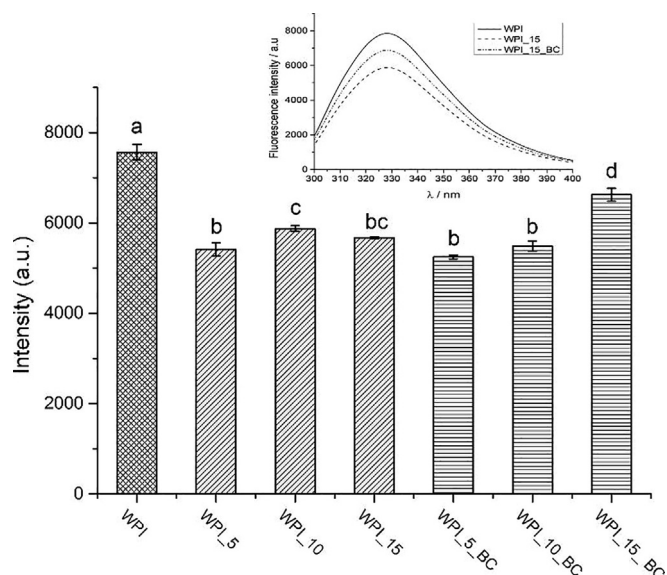 WPI
WPI_15
WPI_15_BC
Fluorescence intensity / a.u
8000
6000
4000
2000
0
300 310 320 330 340 350 360 370 380 390 400
λ / nm
Intensity (a.u.)
8000
6000
4000
2000
0
a
b
c
bc
b
b
d
WPI
WPI_5
WPI_10
WPI_15
WPI_5_BC
WPI_10_BC
WPI_15_BC